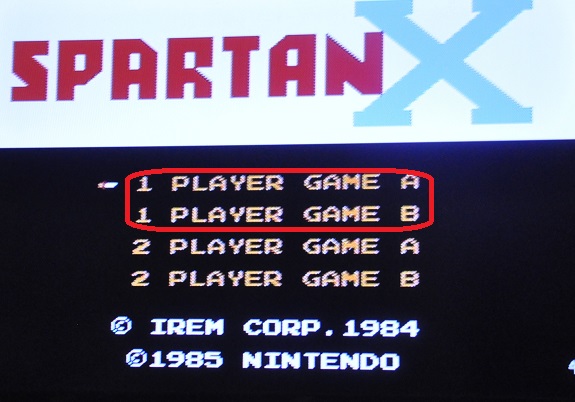 SPARTAN X
1 PLAYER GAME A
1 PLAYER GAME B
2 PLAYER GAME A
2 PLAYER GAME B
© IREM CORP.1984
©1985 NINTENDO